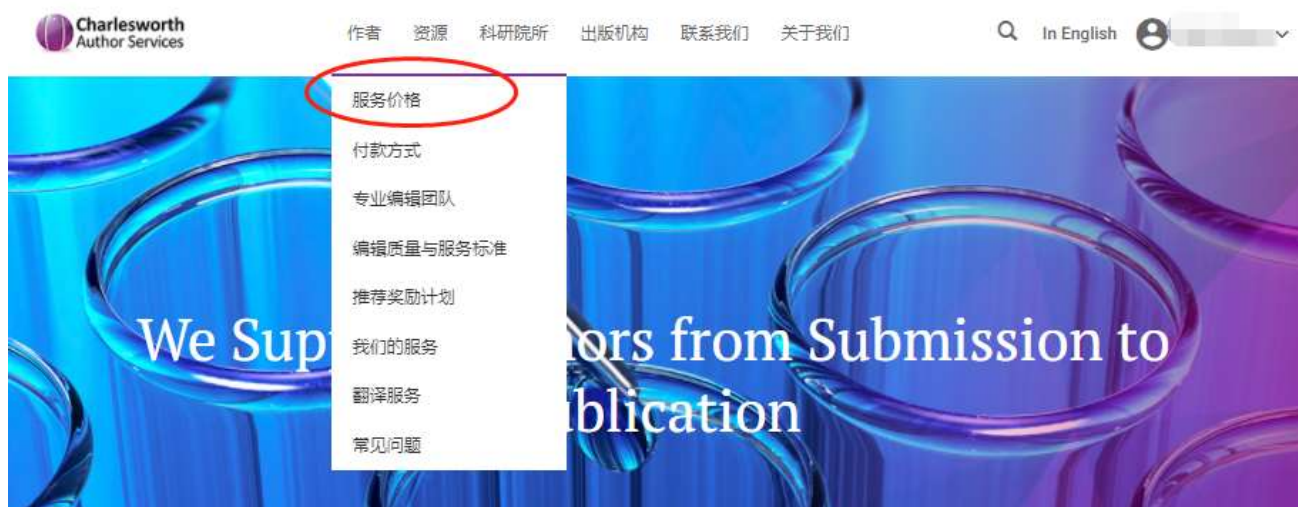 Charlesworth
Author Services
作者 资源 科研院所 出版机构 联系我们 关于我们
In English
服务价格
付款方式
专业编辑团队
编辑质量与服务标准
推荐奖励计划
我们的服务
翻译服务
常见问题
We Sup ors from Submission to
blication